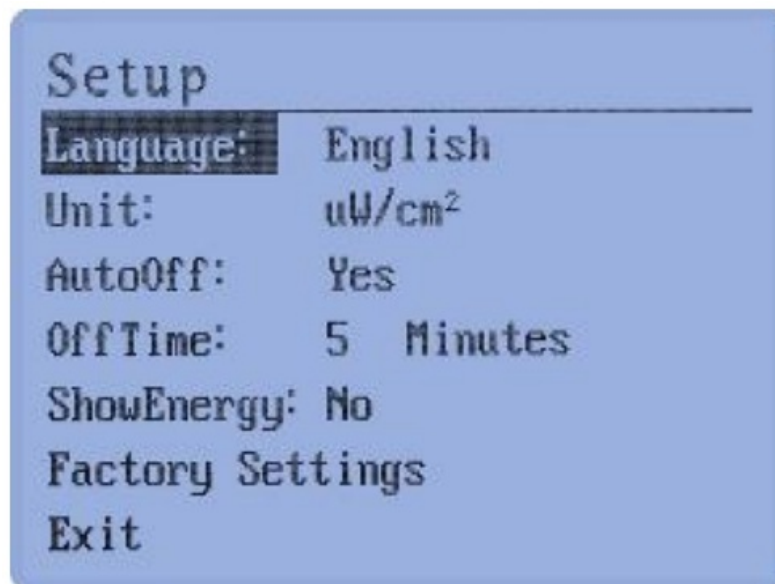 Setup
Language: English
Unit: uW/cm²
AutoOff: Yes
OffTime: 5 Minutes
ShowEnergy: No
Factory Settings
Exit